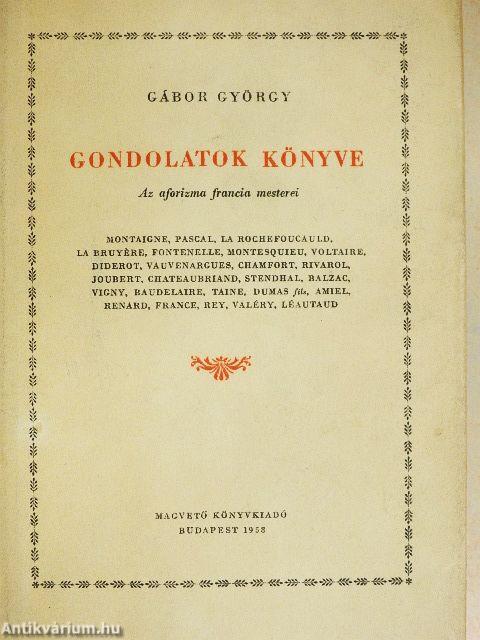 GÁBOR GYÖRGY
GONDOLATOK KÖNYVE
Az aforizma francia mesterei
MONTAIGNE, PASCAL, LA ROCHEFOUCAULD,
LA BRUYÈRE, FONTENELLE, MONTESQUIEU, VOLTAIRE,
DIDEROT, VAUVENARGUES, CHAMFORT, RIVAROL,
JOUBERT, CHATEAUBRIAND, STENDHAL, BALZAC,
VIGNY, BAUDELAIRE, TAINE, DUMAS fils, AMIEL,
RENARD, FRANCE, REY, VALÉRY, LÉAUTAUD
MAGVETŐ KÖNYVKIADÓ
BUDAPEST 1958
Antikvárium.hu